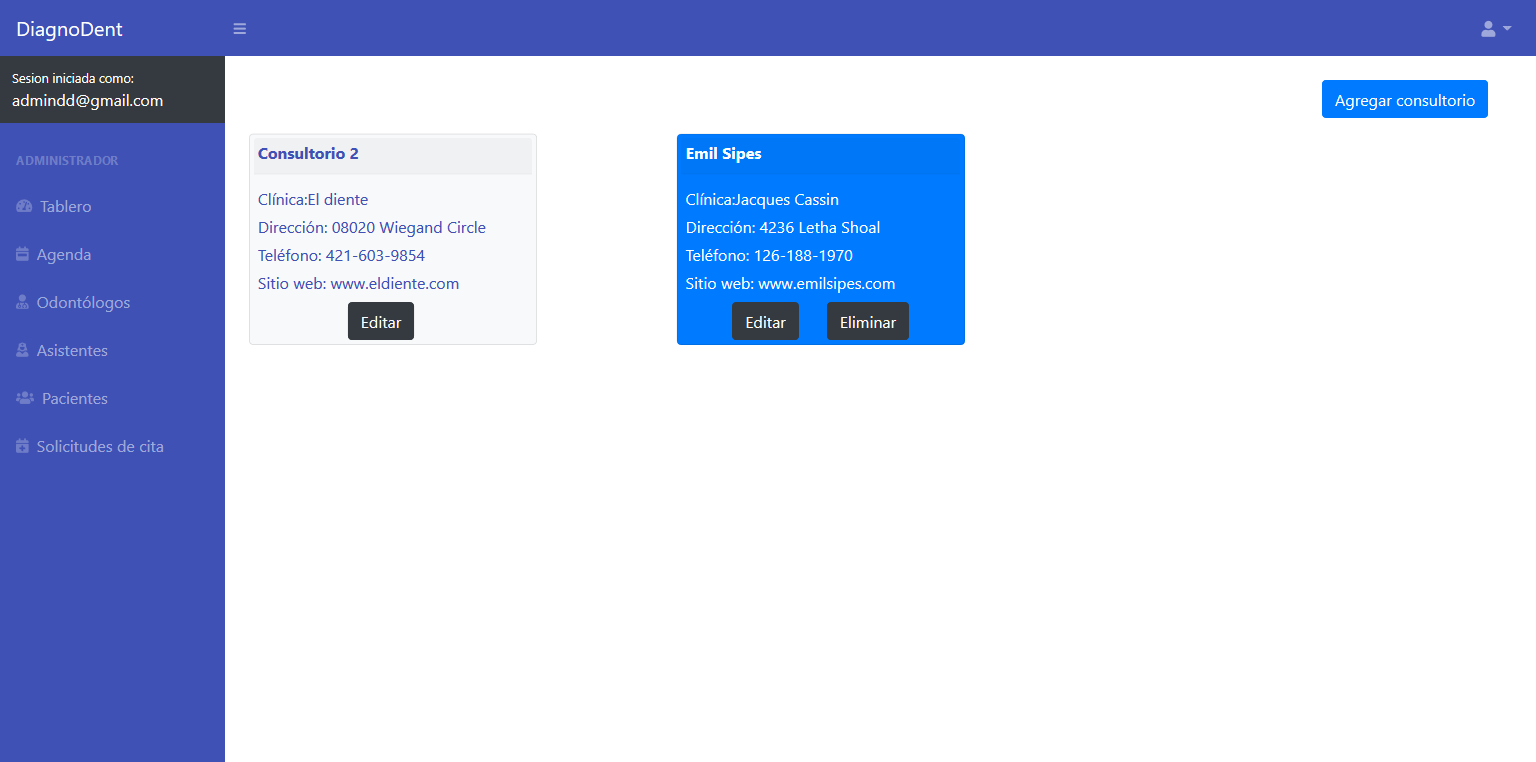 DiagnoDent
Sesion iniciada como:
admindd@gmail.com
ADMINISTRADOR
Tablero
Agenda
Odontólogos
Asistentes
Pacientes
Solicitudes de cita
Agregar consultorio
Consultorio 2
Clínica:El diente
Dirección: 08020 Wiegand Circle
Teléfono: 421-603-9854
Sitio web: www.eldiente.com
Editar
Emil Sipes
Clínica:Jacques Cassin
Dirección: 4236 Letha Shoal
Teléfono: 126-188-1970
Sitio web: www.emilsipes.com
Editar Eliminar